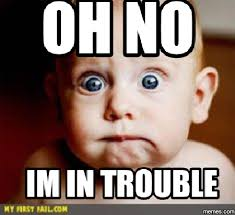 OH NO
IM IN TROUBLE
MY FIRST FAIL.COM
memes.com